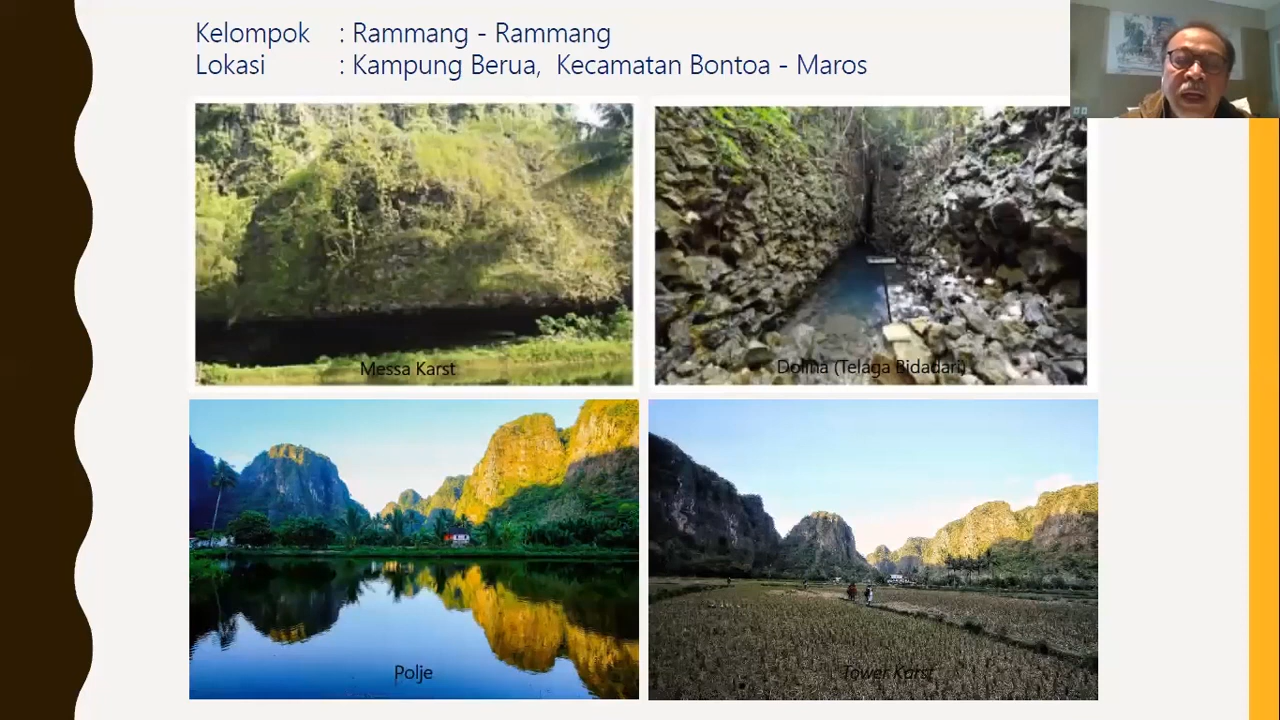 Kelompok : Rammang - Rammang
Lokasi : Kampung Berua, Kecamatan Bontoa - Maros
Messa Karst
Dolina (Telaga Bidadari)
Polje
Tower Karst